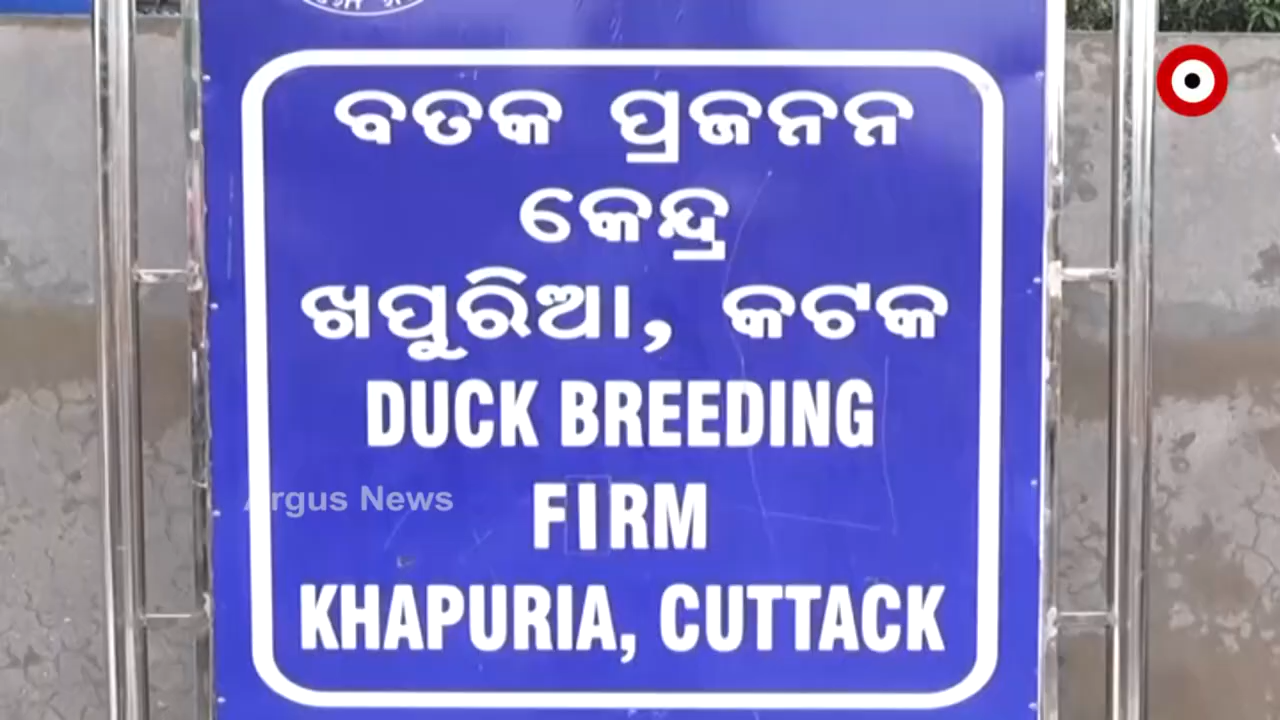 ବତକ ପ୍ରଜନନ
କେନ୍ଦ୍ର
ଖପୁରିଆ, କଟକ
DUCK BREEDING
FIRM
Argus News
KHAPURIA, CUTTACK